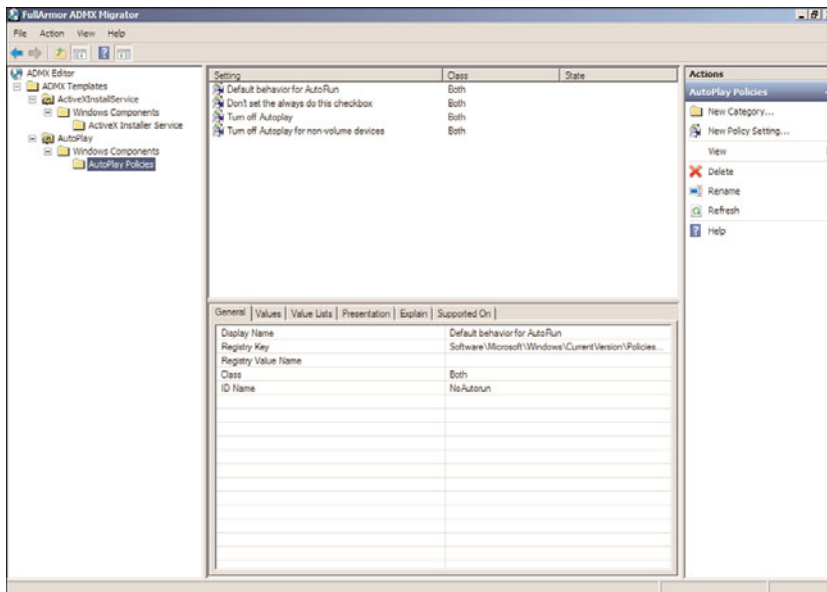 FullArmor ADMX Migrator
File Action View Help
ADMX Editor
ADMX Templates
ActiveXInstallService
Windows Components
ActiveX Installer Service
AutoPlay
Windows Components
AutoPlay Policies
Setting Class State
Default behavior for AutoRun Both
Don't set the always do this checkbox Both
Turn off Autoplay Both
Turn off Autoplay for non-volume devices Both
General Values Value Lists Presentation Explain Supported On
Display Name Default behavior for AutoRun
Registry Key Software\Microsoft\Windows\CurrentVersion\Policies...
Registry Value Name
Class Both
ID Name NoAutorun
Actions
AutoPlay Policies
New Category...
New Policy Setting...
View
Delete
Rename
Refresh
Help